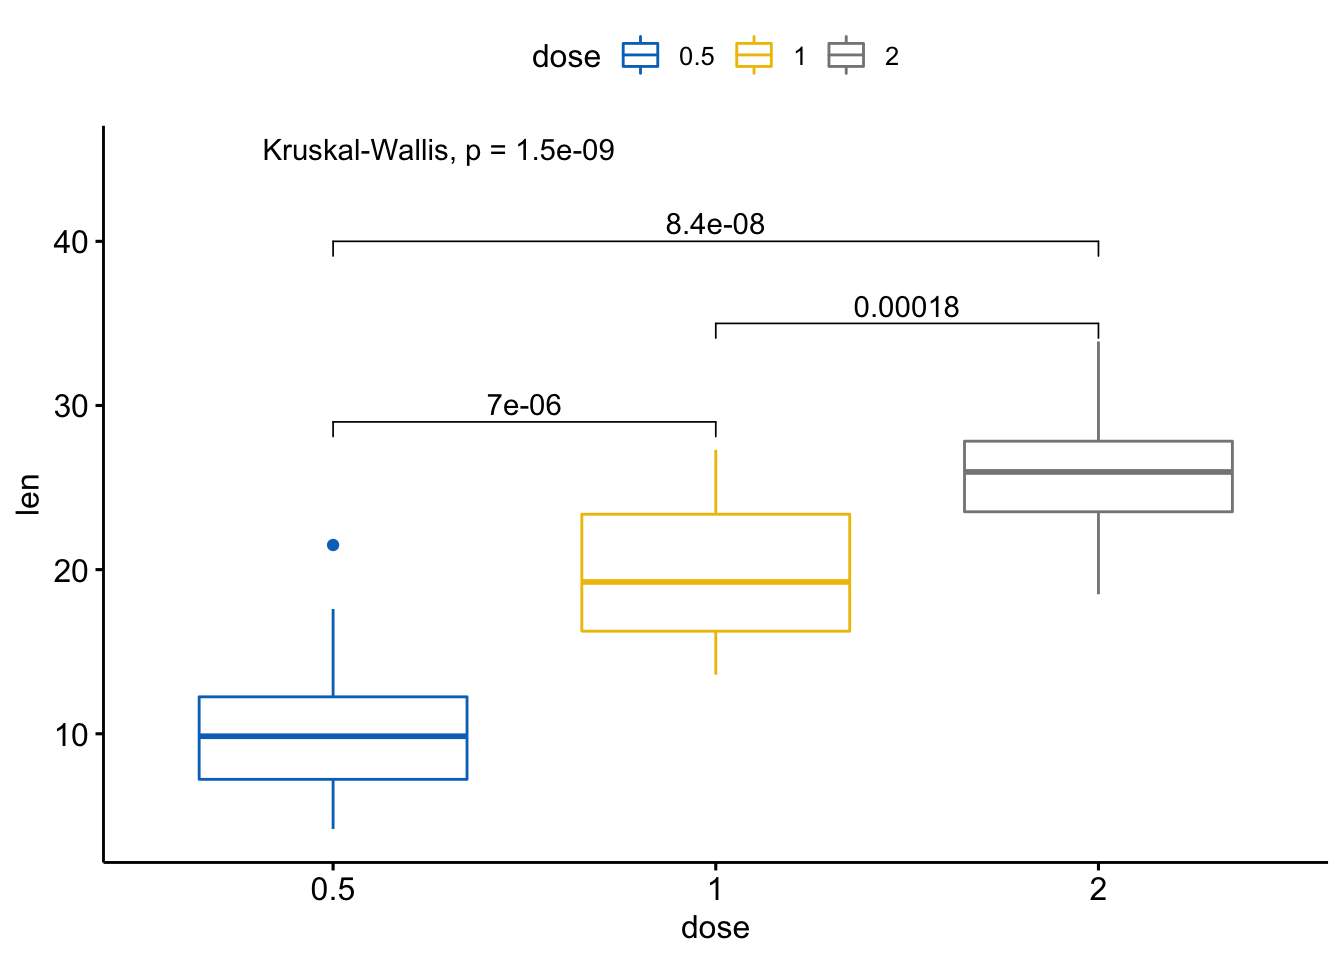 dose 0.5 1 2
Kruskal-Wallis, p = 1.5e-09
8.4e-08
40
0.00018
30
7e-06
len
20
10
0.5 1 2
dose